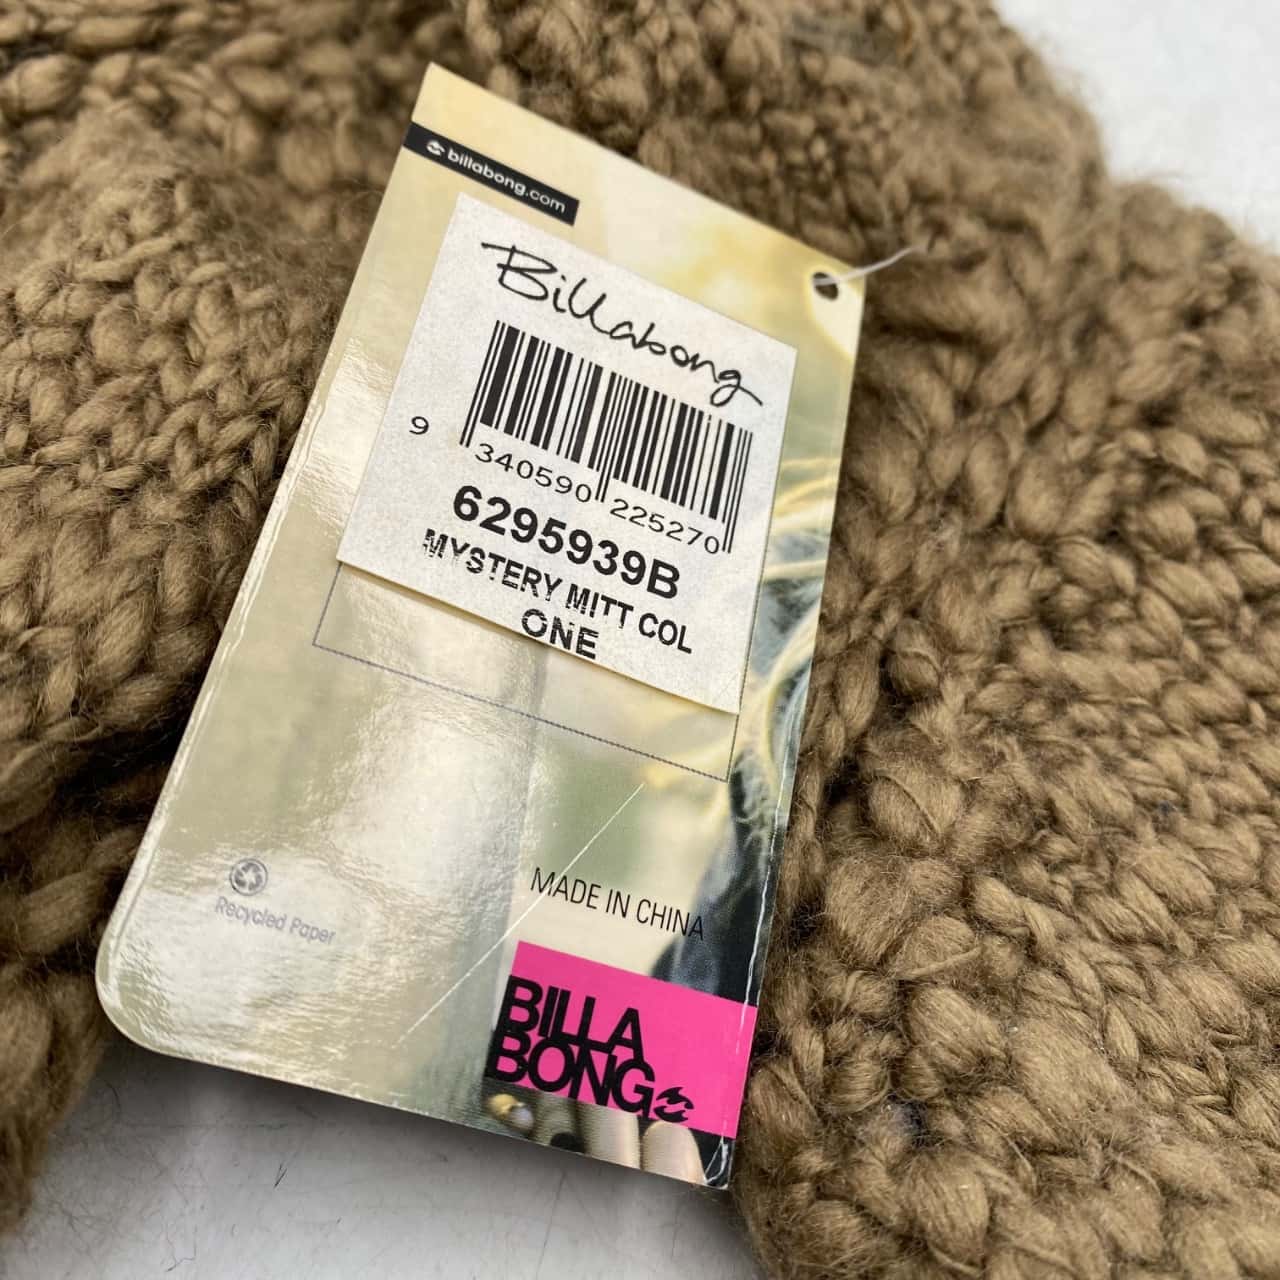 billabong.com
Billabong
9 340590 225270
6295939B
MYSTERY MITT COL
ONE
MADE IN CHINA
Recycled Paper
BILLA
BONG